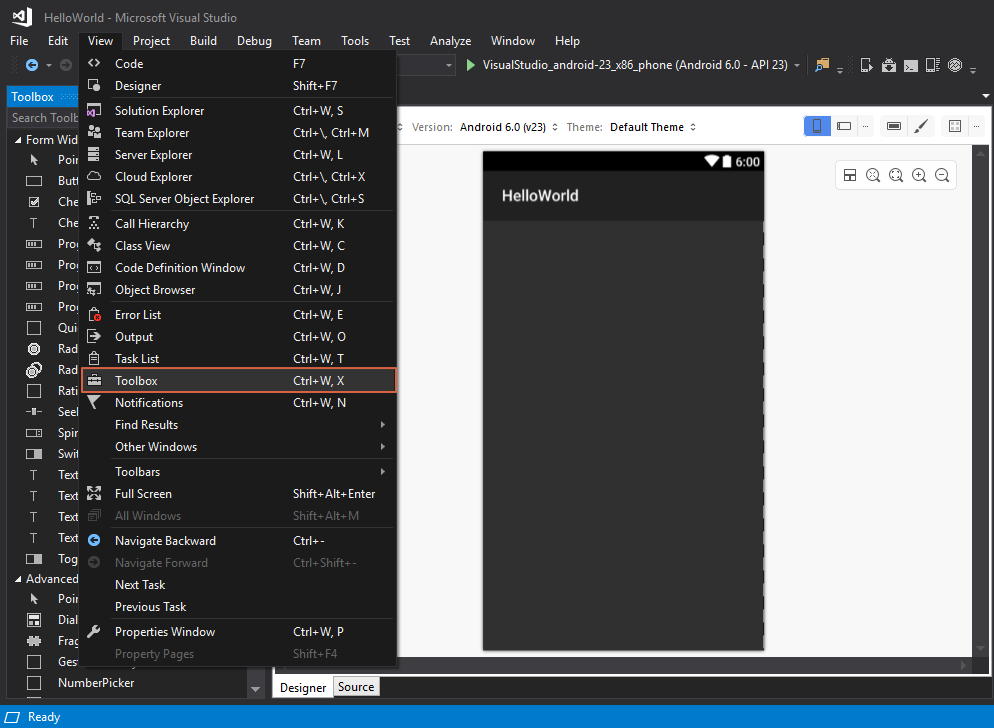 HelloWorld - Microsoft Visual Studio
File Edit View Project Build Debug Team Tools Test Analyze Window Help
VisualStudio_android-23_x86_phone (Android 6.0 - API 23)
Toolbox
Search Toolb
Form Wid
Poi
But
Che
Che
Prog
Prog
Prog
Prog
Qui
Rad
Rad
Rati
Seel
Spir
Swit
Text
Text
Text
Text
Tog
Advanced
Poi
Dial
Frag
Ges
NumberPicker
Code F7
Designer Shift+F7
Solution Explorer Ctrl+W, S
Team Explorer Ctrl+\, Ctrl+M
Server Explorer Ctrl+W, L
Cloud Explorer Ctrl+\, Ctrl+X
SQL Server Object Explorer Ctrl+\, Ctrl+S
Call Hierarchy Ctrl+W, K
Class View Ctrl+W, C
Code Definition Window Ctrl+W, D
Object Browser Ctrl+W, J
Error List Ctrl+W, E
Output Ctrl+W, O
Task List Ctrl+W, T
Toolbox Ctrl+W, X
Notifications Ctrl+W, N
Find Results
Other Windows
Toolbars
Full Screen Shift+Alt+Enter
All Windows Shift+Alt+M
Navigate Backward Ctrl+-
Navigate Forward Ctrl+Shift+-
Next Task
Previous Task
Properties Window Ctrl+W, P
Property Pages Shift+F4
Version: Android 6.0 (v23) Theme: Default Theme
6:00
HelloWorld
Designer Source
Ready